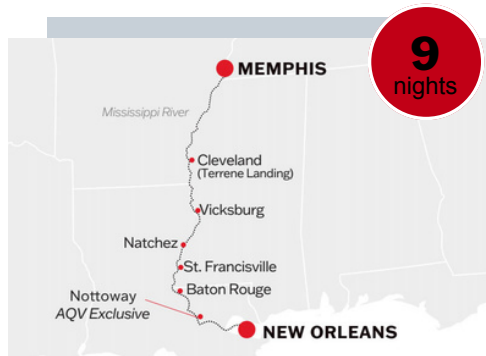 9
nights
MEMPHIS
Mississippi River
Cleveland
(Terrene Landing)
Vicksburg
Natchez
St. Francisville
Baton Rouge
Nottoway
AQV Exclusive
NEW ORLEANS